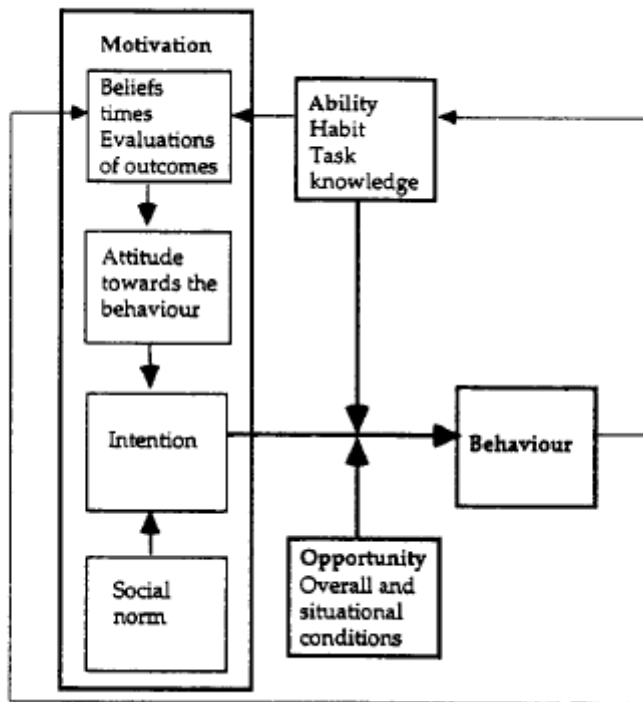 Motivation
Beliefs
times
Evaluations
of outcomes
Attitude
towards the
behaviour
Intention
Social
norm
Ability
Habit
Task
knowledge
Opportunity
Overall and
situational
conditions
Behaviour